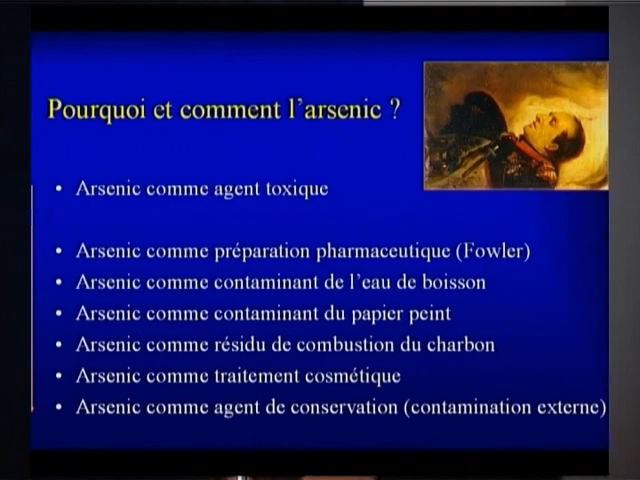 Pourquoi et comment l'arsenic ?
• Arsenic comme agent toxique
• Arsenic comme préparation pharmaceutique (Fowler)
• Arsenic comme contaminant de l'eau de boisson
• Arsenic comme contaminant du papier peint
• Arsenic comme résidu de combustion du charbon
• Arsenic comme traitement cosmétique
• Arsenic comme agent de conservation (contamination externe)